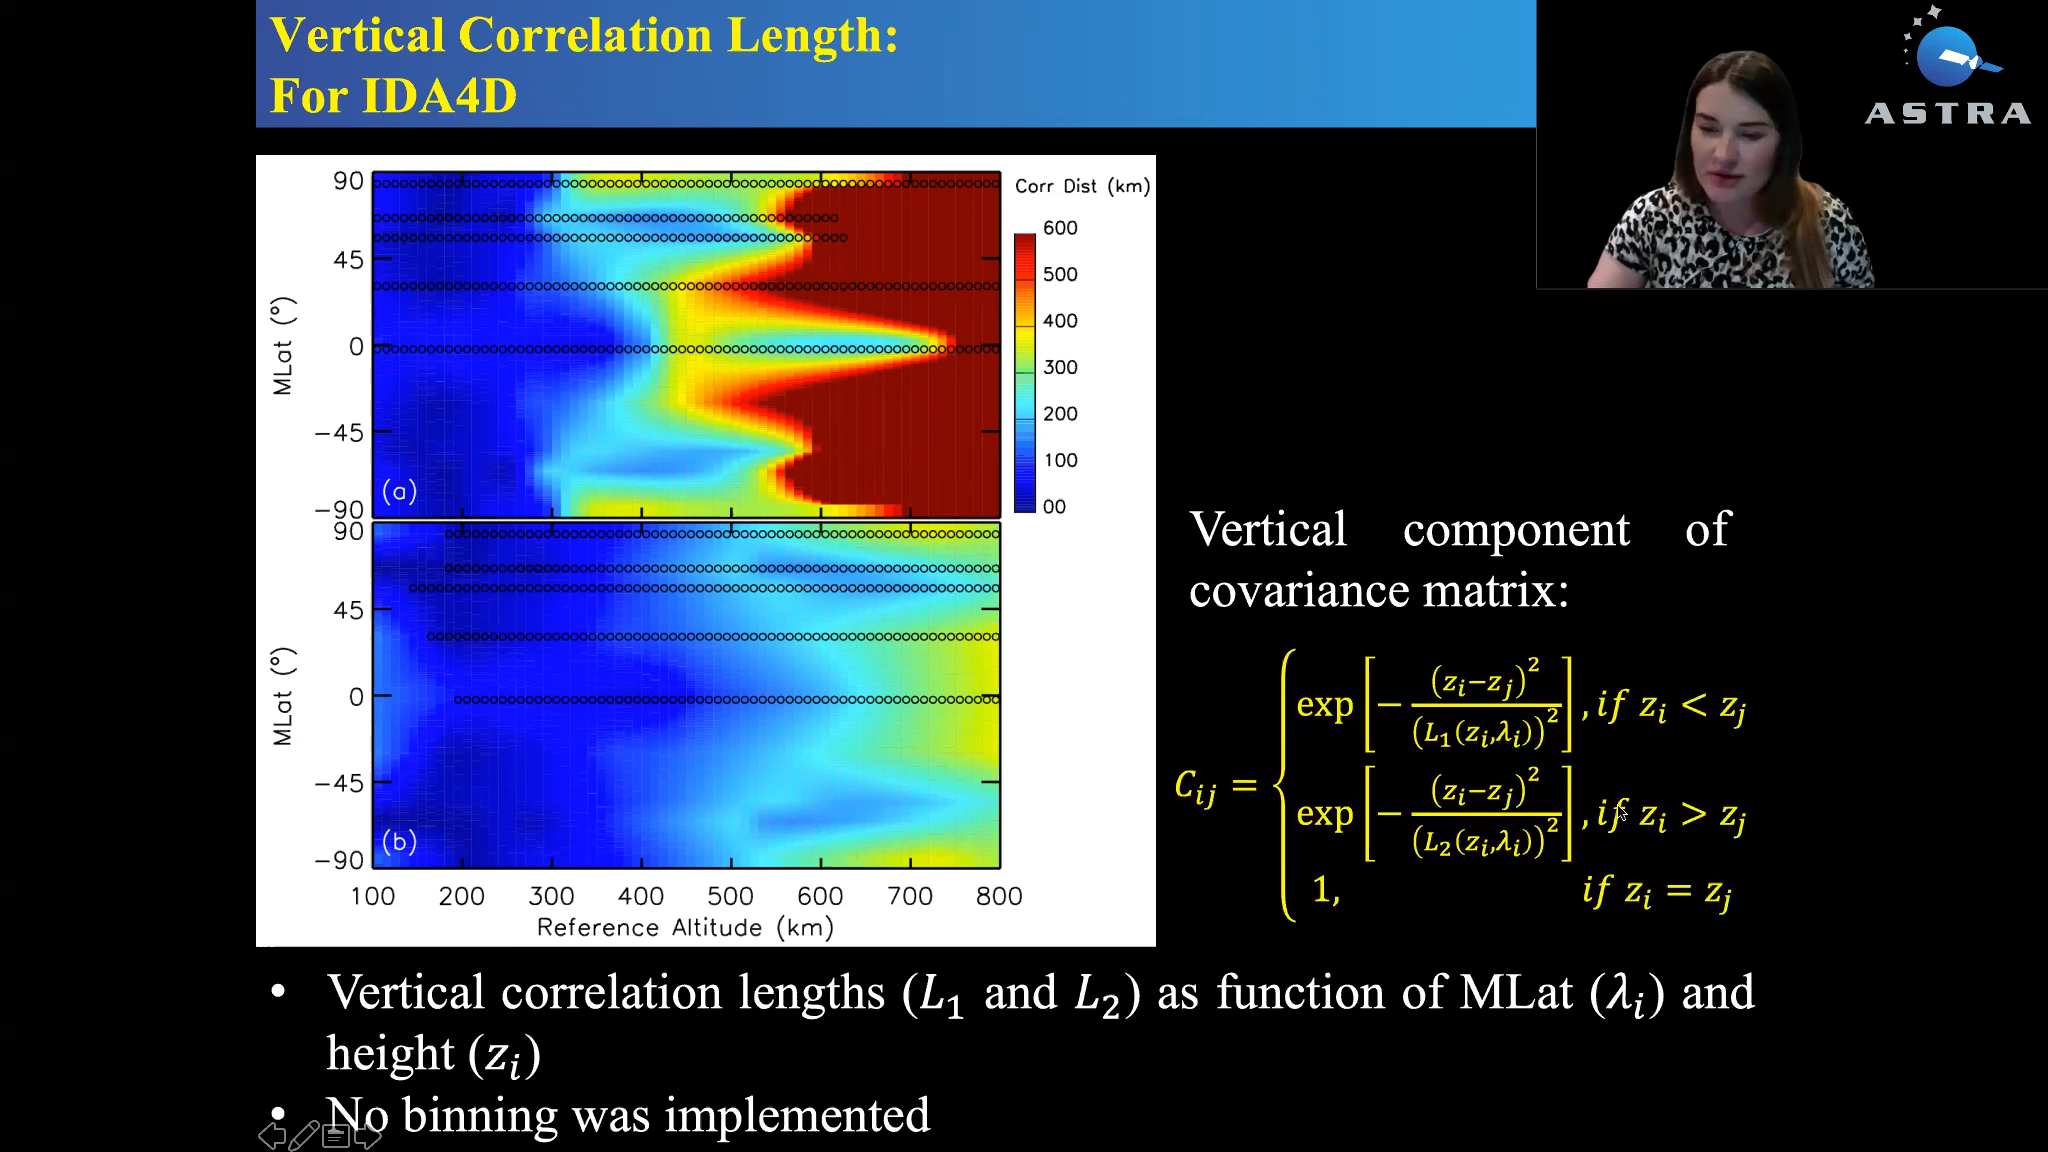 Vertical Correlation Length:
For IDA4D
ASTRA
90
45
0
−45
−90
MLat (°)
(a)
Corr Dist (km)
600
500
400
300
200
100
00
90
45
0
−45
−90
MLat (°)
(b)
100 200 300 400 500 600 700 800
Reference Altitude (km)
Vertical component of
covariance matrix:
C_{ij} = { exp [ − (z_i−z_j)^2 / (L_1(z_i,λ_i))^2 ] , if z_i < z_j
exp [ − (z_i−z_j)^2 / (L_2(z_i,λ_i))^2 ] , if z_i > z_j
1, if z_i = z_j
• Vertical correlation lengths (L_1 and L_2) as function of MLat (λ_i) and
height (z_i)
• No binning was implemented